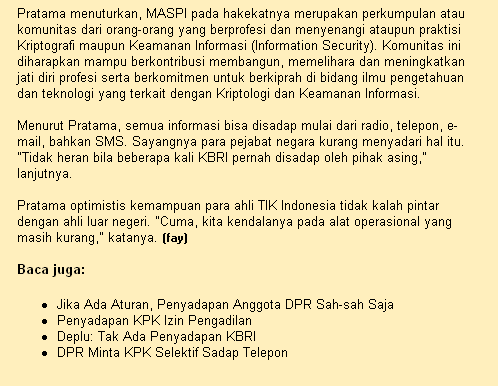 Pratama menuturkan, MASPI pada hakekatnya merupakan perkumpulan atau
komunitas dari orang-orang yang berprofesi dan menyenangi ataupun praktisi
Kriptografi maupun Keamanan Informasi (Information Security). Komunitas ini
diharapkan mampu berkontribusi membangun, memelihara dan meningkatkan
jati diri profesi serta berkomitmen untuk berkiprah di bidang ilmu pengetahuan
dan teknologi yang terkait dengan Kriptologi dan Keamanan Informasi.
Menurut Pratama, semua informasi bisa disadap mulai dari radio, telepon, e-
mail, bahkan SMS. Sayangnya para pejabat negara kurang menyadari hal itu.
"Tidak heran bila beberapa kali KBRI pernah disadap oleh pihak asing,"
lanjutnya.
Pratama optimistis kemampuan para ahli TIK Indonesia tidak kalah pintar
dengan ahli luar negeri. "Cuma, kita kendalanya pada alat operasional yang
masih kurang," katanya. (fay)
Baca juga:
• Jika Ada Aturan, Penyadapan Anggota DPR Sah-sah Saja
• Penyadapan KPK Izin Pengadilan
• Deplu: Tak Ada Penyadapan KBRI
• DPR Minta KPK Selektif Sadap Telepon